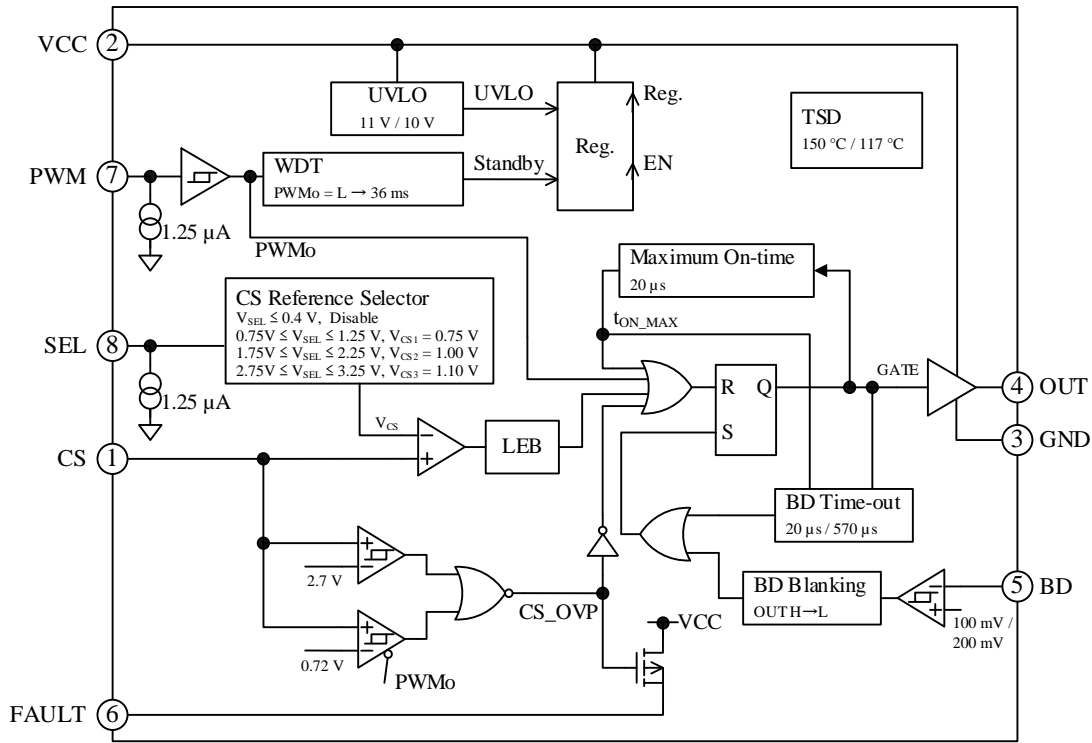 VCC
2
UVLO
11 V / 10 V
UVLO
Reg.
Reg.
EN
TSD
150 °C / 117 °C
PWM
7
WDT
PWMo = L → 36 ms
Standby
1.25 µA
PWMo
Maximum On-time
20 µs
tON_MAX
CS Reference Selector
VSEL ≤ 0.4 V, Disable
0.75V ≤ VSEL ≤ 1.25 V, VCS1 = 0.75 V
1.75V ≤ VSEL ≤ 2.25 V, VCS2 = 1.00 V
2.75V ≤ VSEL ≤ 3.25 V, VCS3 = 1.10 V
SEL
8
1.25 µA
R
Q
S
GATE
4
OUT
3
GND
VCS
−
+
LEB
CS
1
BD Time-out
20 µs / 570 µs
+
−
2.7 V
+
−
0.72 V
PWMo
CS_OVP
BD Blanking
OUT H→L
−
+
100 mV /
200 mV
5
BD
VCC
FAULT
6